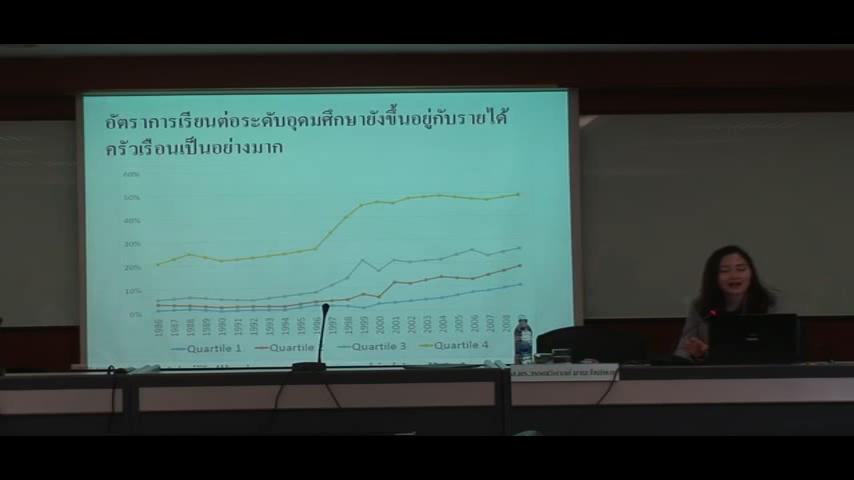 อัตราการเรียนต่อระดับอุดมศึกษายังขึ้นอยู่กับรายได้
ครัวเรือนเป็นอย่างมาก
60%
50%
40%
30%
20%
10%
0%
1986 1987 1988 1989 1990 1991 1992 1993 1994 1995 1996 1997 1998 1999 2000 2001 2002 2003 2004 2005 2006 2007 2008
Quartile 1 Quartile Quartile 3 Quartile 4